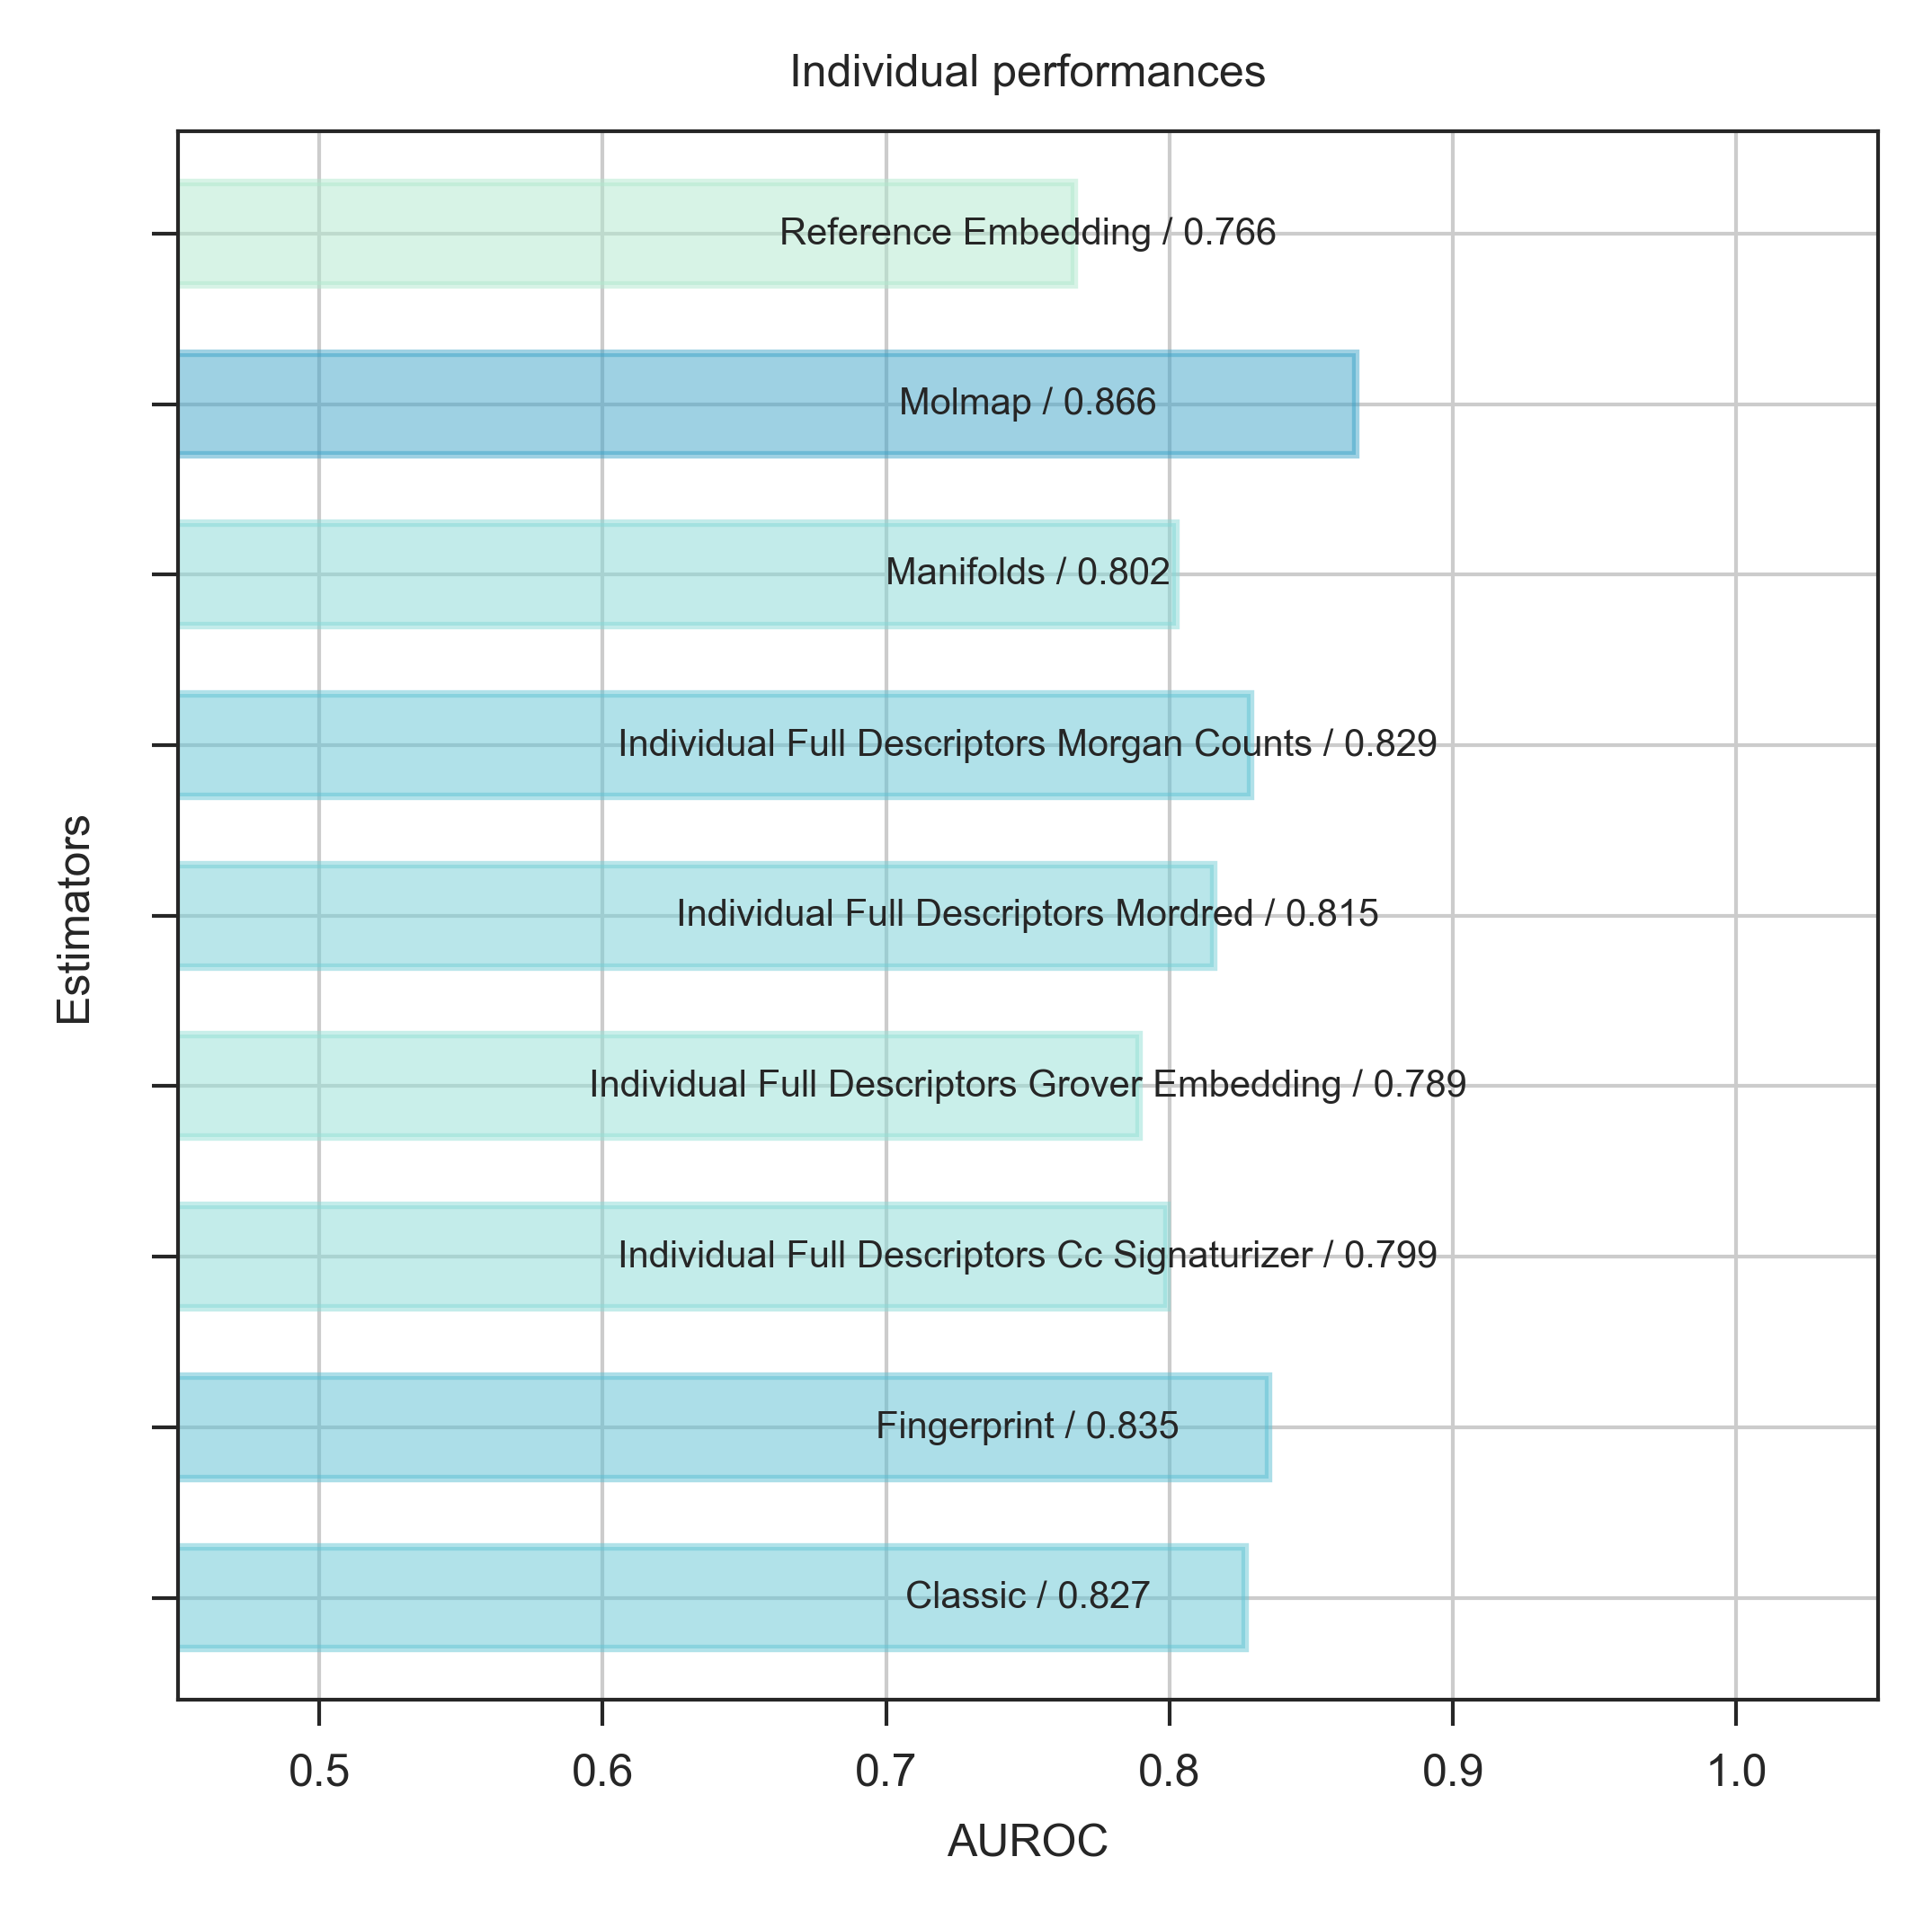 Individual performances
Reference Embedding / 0.766
Molmap / 0.866
Manifolds / 0.802
Individual Full Descriptors Morgan Counts / 0.829
Individual Full Descriptors Mordred / 0.815
Individual Full Descriptors Grover Embedding / 0.789
Individual Full Descriptors Cc Signaturizer / 0.799
Fingerprint / 0.835
Classic / 0.827
Estimators
0.5 0.6 0.7 0.8 0.9 1.0
AUROC